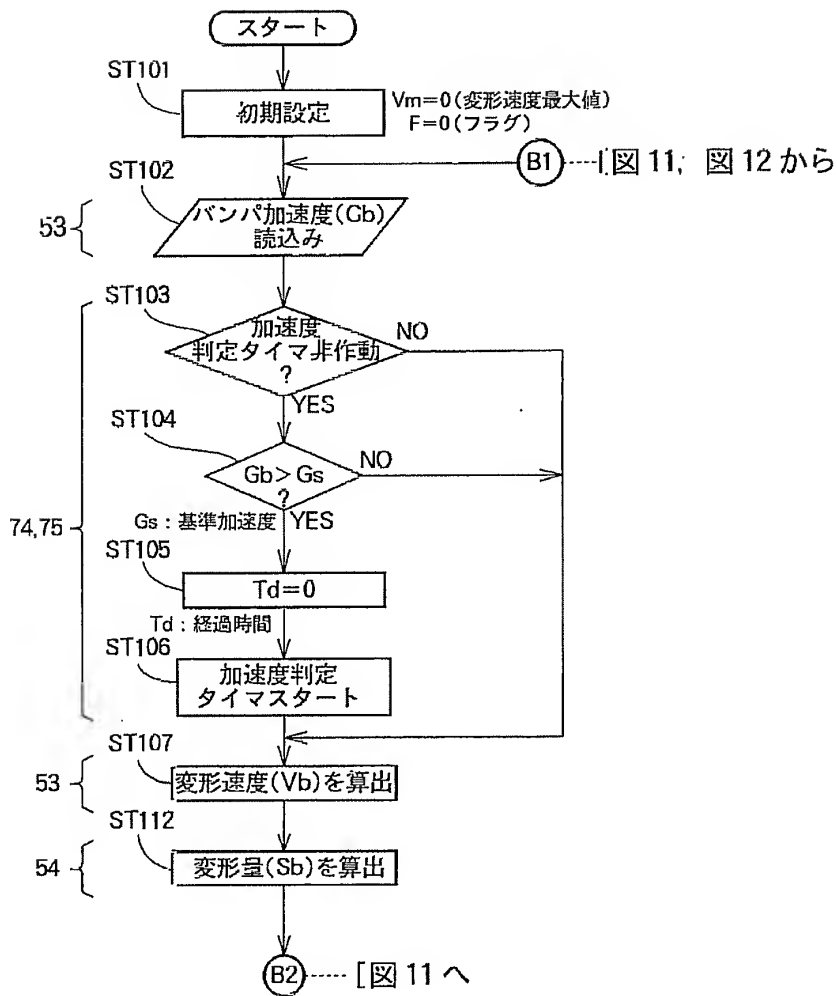 スタート
ST101
初期設定
Vm=0(変形速度最大値)
F=0(フラグ)
B1
[図 11, 図 12 から
ST102
53
バンパ加速度(Gb)
読込み
ST103
加速度
判定タイマ非作動
?
NO
YES
ST104
Gb>Gs
?
NO
74,75
Gs:基準加速度
YES
ST105
Td=0
Td:経過時間
ST106
加速度判定
タイマスタート
ST107
53
変形速度(Vb)を算出
ST112
54
変形量(Sb)を算出
B2
[図 11 へ